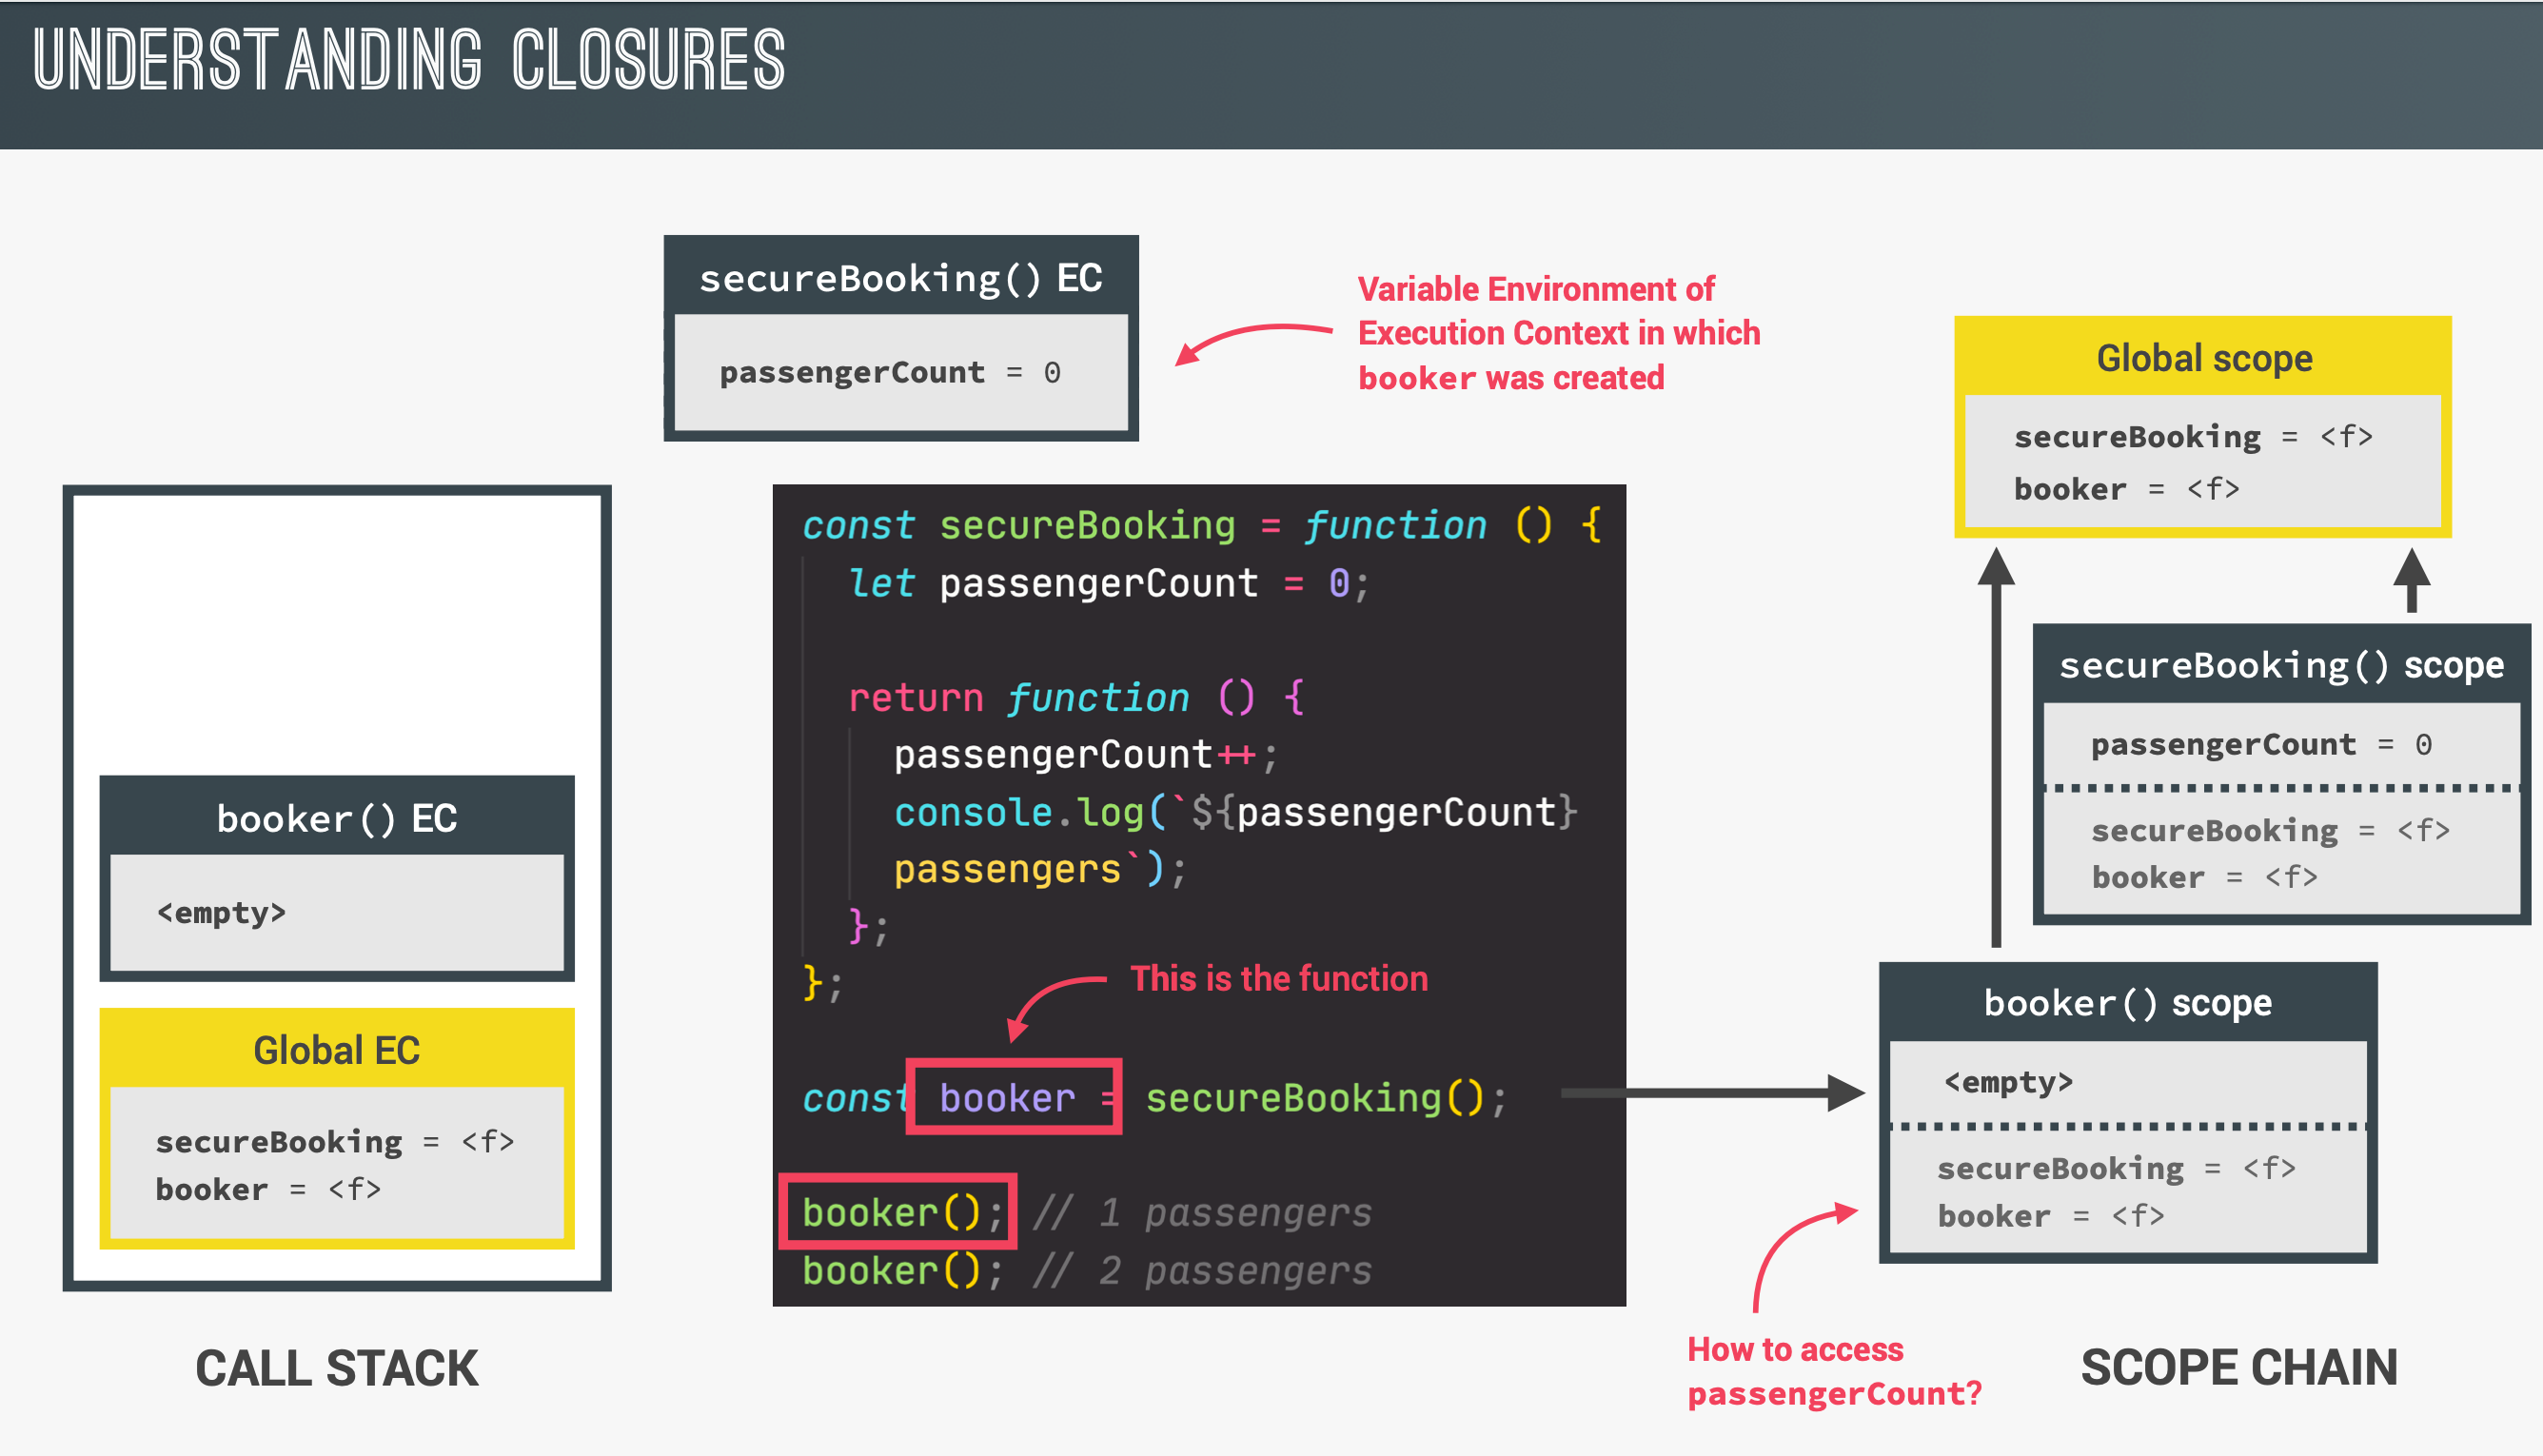 UNDERSTANDING CLOSURES
secureBooking() EC
passengerCount = 0
Variable Environment of
Execution Context in which
booker was created
booker() EC
<empty>
Global EC
secureBooking = <f>
booker = <f>
CALL STACK
const secureBooking = function () {
let passengerCount = 0;
return function () {
passengerCount++;
console.log(`${passengerCount}
passengers`);
};
};
This is the function
const booker = secureBooking();
booker(); // 1 passengers
booker(); // 2 passengers
Global scope
secureBooking = <f>
booker = <f>
secureBooking() scope
passengerCount = 0
secureBooking = <f>
booker = <f>
booker() scope
<empty>
secureBooking = <f>
booker = <f>
How to access
passengerCount?
SCOPE CHAIN